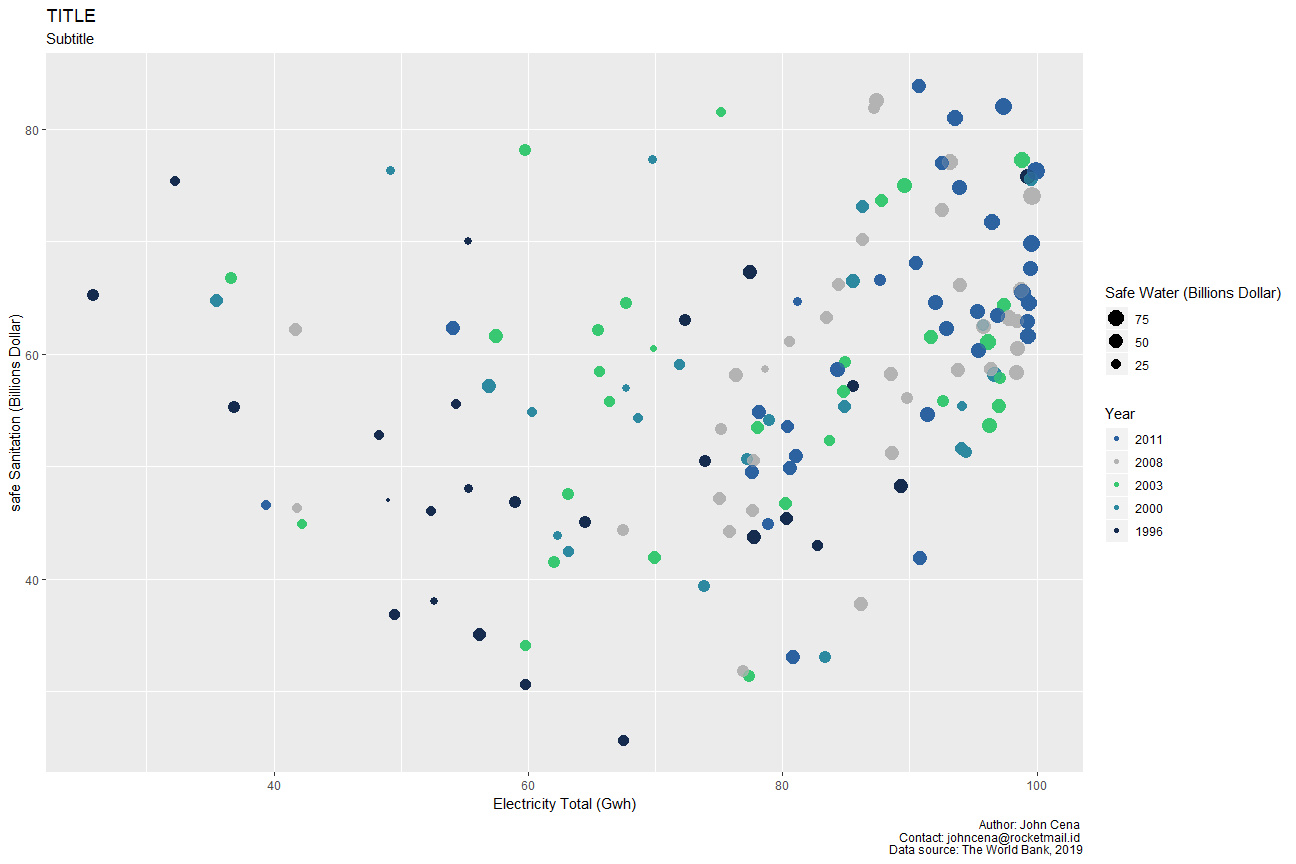 TITLE
Subtitle
safe Sanitation (Billions Dollar)
80
60
40
40
60
80
100
Electricity Total (Gwh)
Safe Water (Billions Dollar)
75
50
25
Year
2011
2008
2003
2000
1996
Author: John Cena
Contact: johncena@rocketmail.id
Data source: The World Bank, 2019